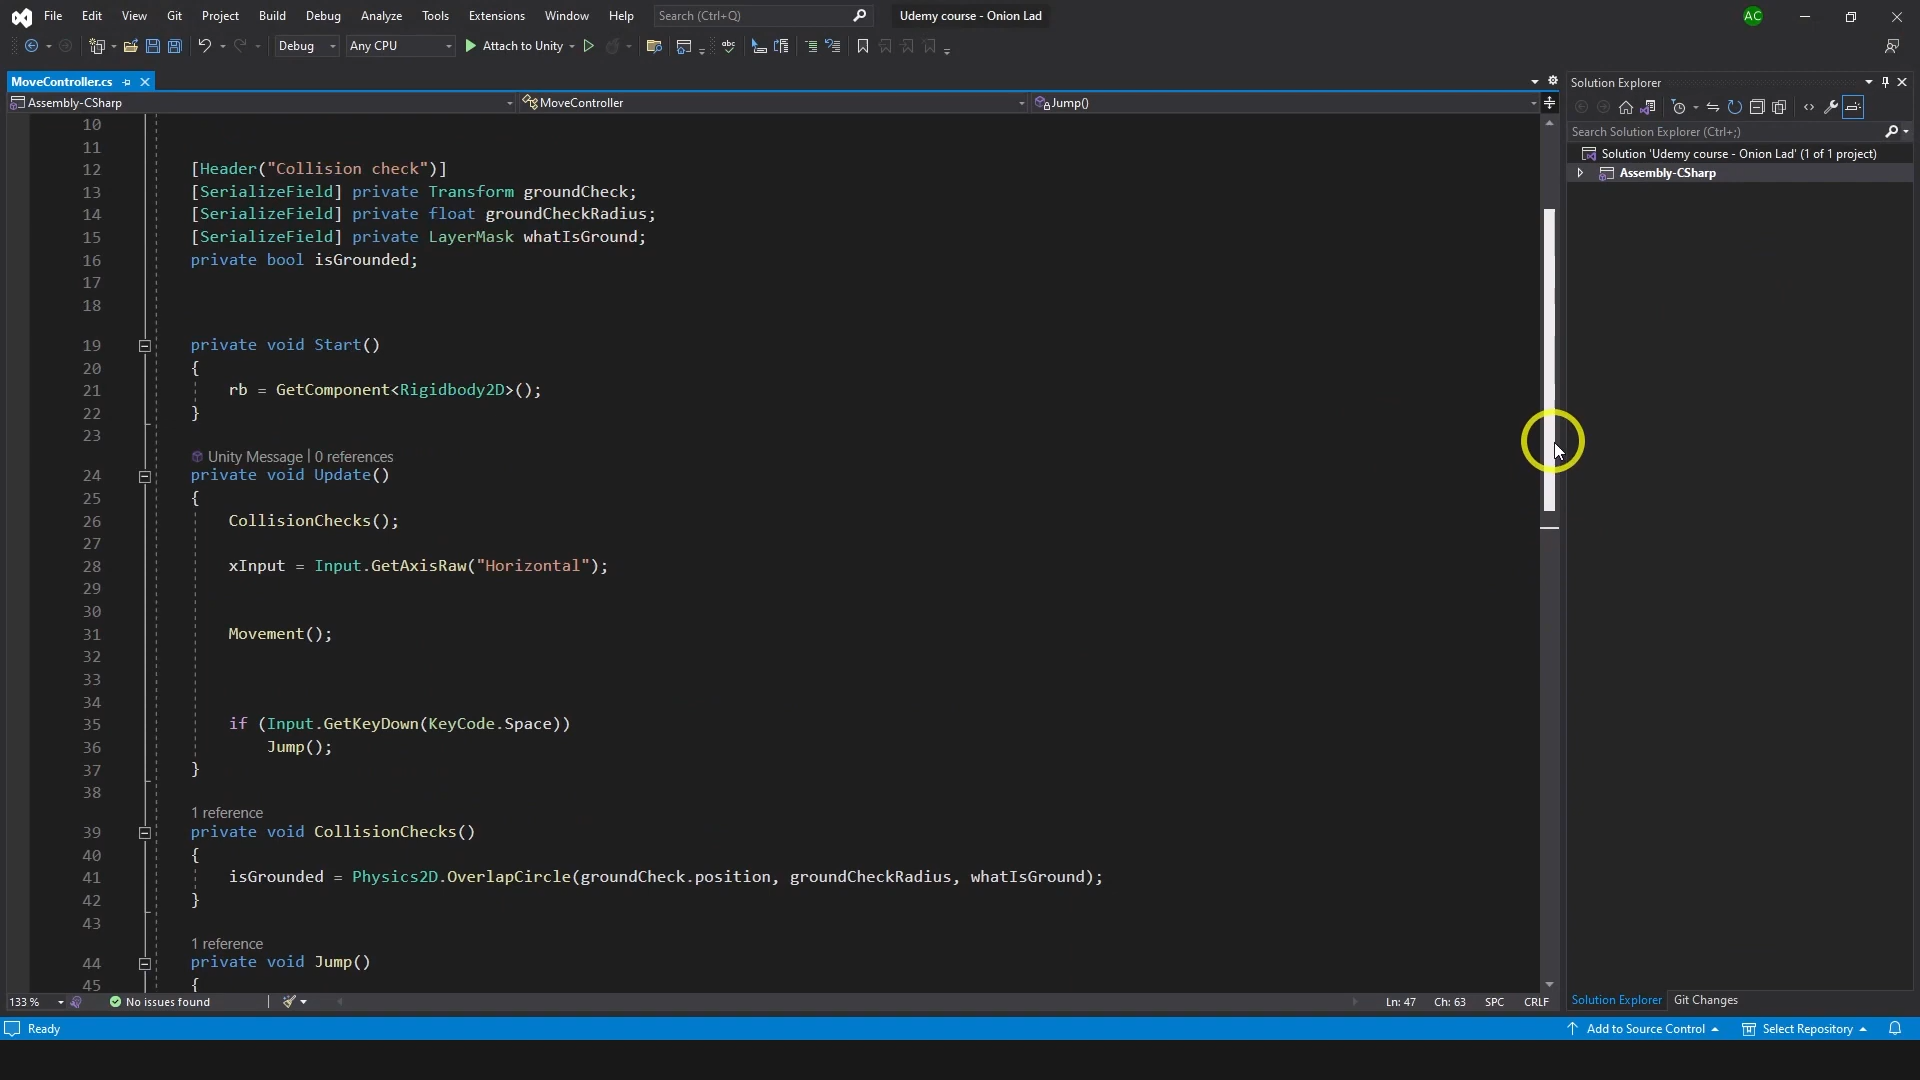 File Edit View Git Project Build Debug Analyze Tools Extensions Window Help Search (Ctrl+Q) Udemy course - Onion Lad AC
Debug Any CPU Attach to Unity
MoveController.cs
Assembly-CSharp MoveController Jump()
10
11
12 [Header("Collision check")]
13 [SerializeField] private Transform groundCheck;
14 [SerializeField] private float groundCheckRadius;
15 [SerializeField] private LayerMask whatIsGround;
16 private bool isGrounded;
17
18
19 private void Start()
20 {
21 rb = GetComponent<Rigidbody2D>();
22 }
23
Unity Message | 0 references
24 private void Update()
25 {
26 CollisionChecks();
27
28 xInput = Input.GetAxisRaw("Horizontal");
29
30
31 Movement();
32
33
34
35 if (Input.GetKeyDown(KeyCode.Space))
36 Jump();
37 }
38
1 reference
39 private void CollisionChecks()
40 {
41 isGrounded = Physics2D.OverlapCircle(groundCheck.position, groundCheckRadius, whatIsGround);
42 }
43
1 reference
44 private void Jump()
45 {
133 % No issues found Ln: 47 Ch: 63 SPC CRLF
Solution Explorer
Search Solution Explorer (Ctrl+;)
Solution 'Udemy course - Onion Lad' (1 of 1 project)
Assembly-CSharp
Solution Explorer Git Changes
Ready Add to Source Control Select Repository